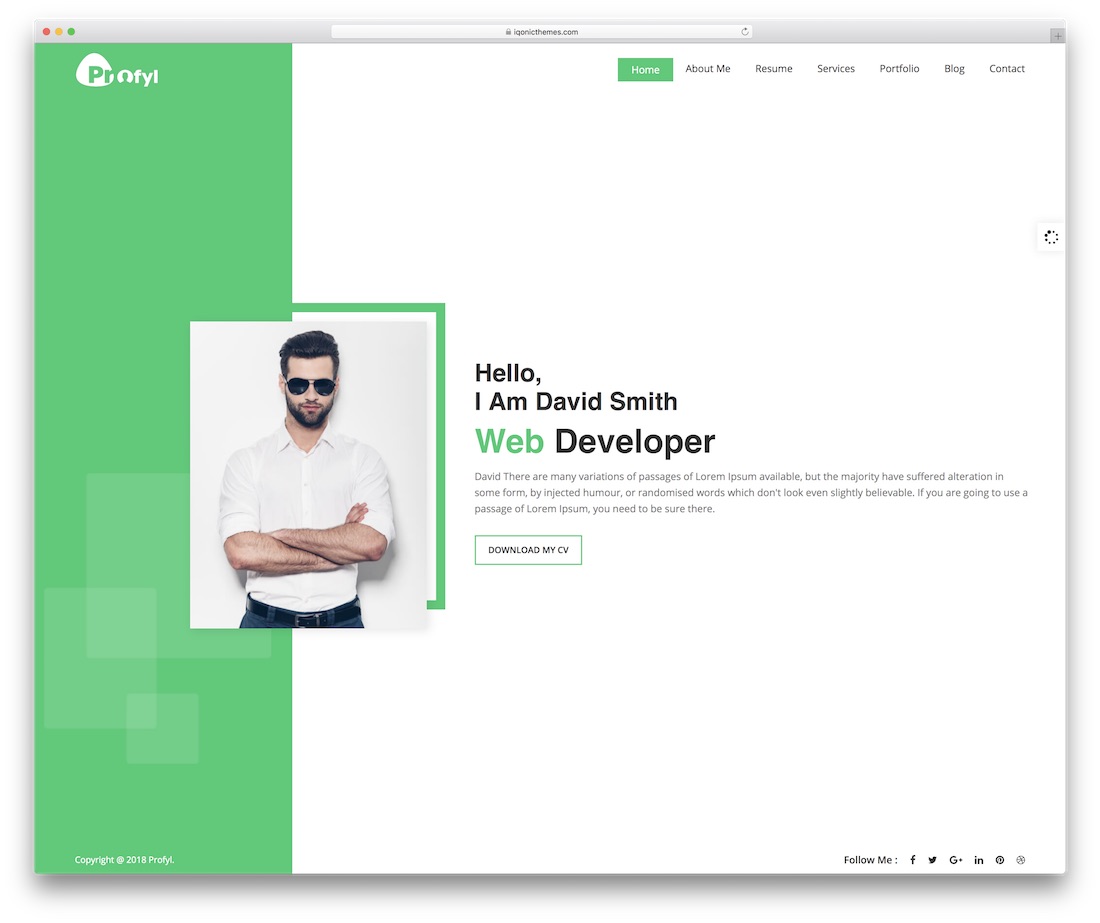 iqonicthemes.com
Profyl
Home About Me Resume Services Portfolio Blog Contact
Hello,
I Am David Smith
Web Developer
David There are many variations of passages of Lorem Ipsum available, but the majority have suffered alteration in
some form, by injected humour, or randomised words which don't look even slightly believable. If you are going to use a
passage of Lorem Ipsum, you need to be sure there.
DOWNLOAD MY CV
Copyright @ 2018 Profyl.
Follow Me :